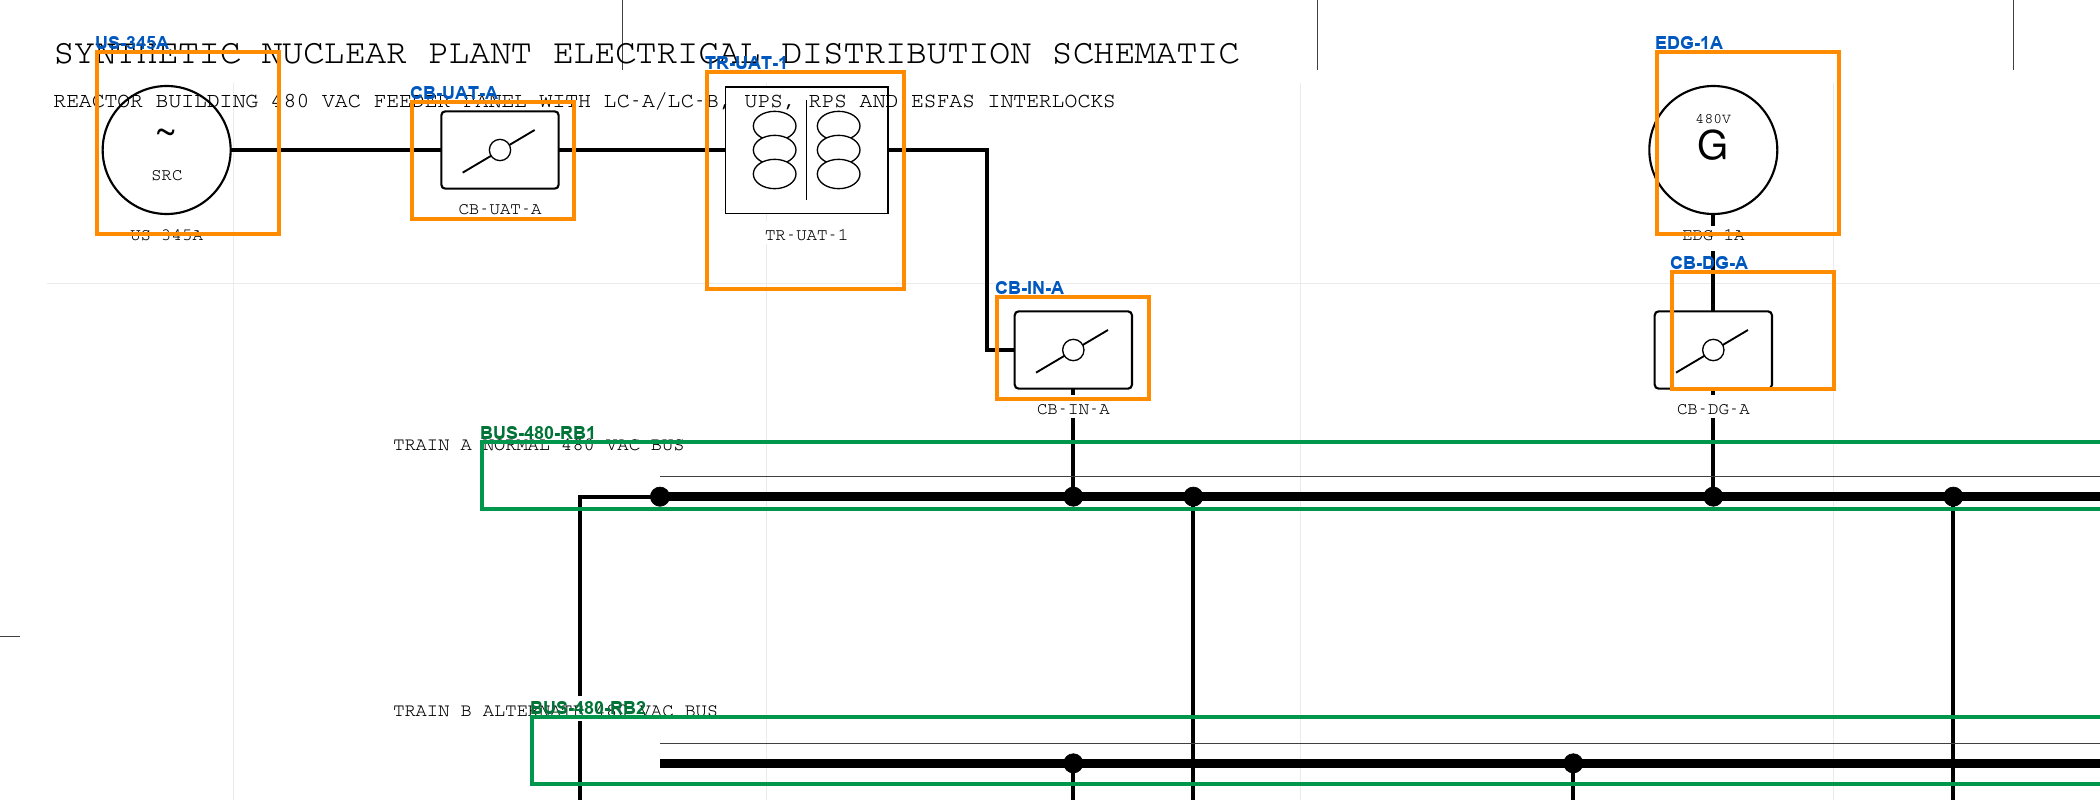 US-345A
EDG-1A
SYNTHETIC NUCLEAR PLANT ELECTRICAL DISTRIBUTION SCHEMATIC
TR-UAT-1
CB-UAT-A
REACTOR BUILDING 480 VAC FEEDER PANEL WITH LC-A/LC-B, UPS, RPS AND ESFAS INTERLOCKS
~
SRC
480V
G
CB-UAT-A
US-345A
TR-UAT-1
EDG-1A
CB-DG-A
CB-IN-A
CB-IN-A
CB-DG-A
BUS-480-RB1
TRAIN A NORMAL 480 VAC BUS
BUS-480-RB2
TRAIN B ALTERNATE 480 VAC BUS